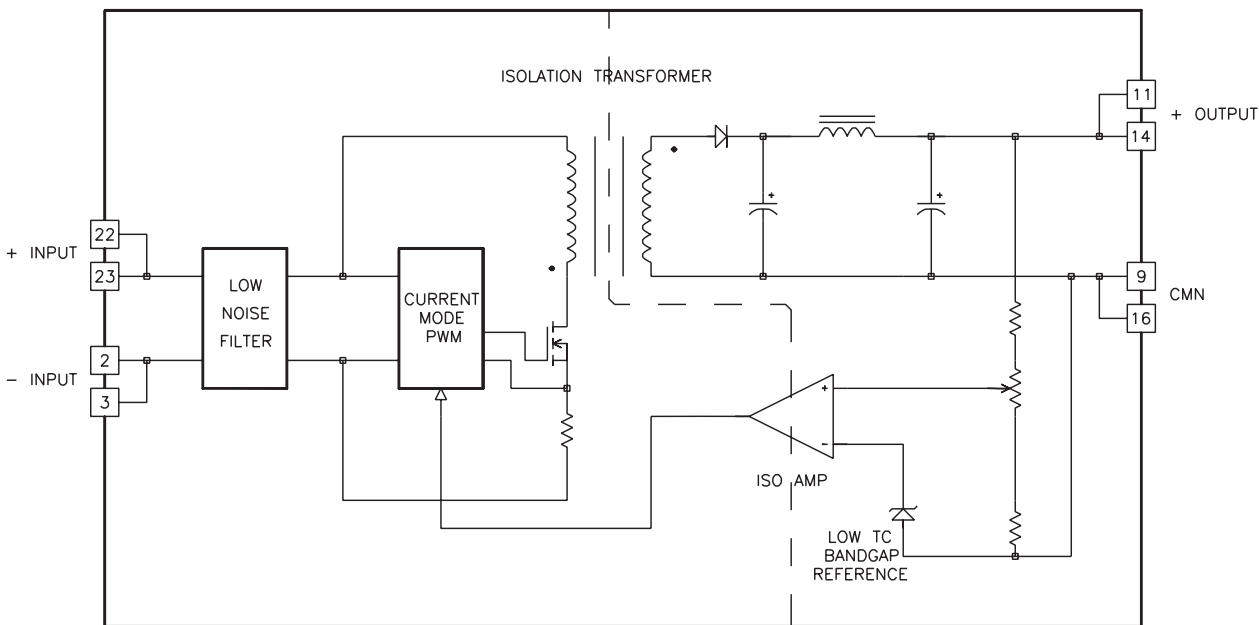 ISOLATION TRANSFORMER
11
+ OUTPUT
14
22
+ INPUT
23
2
− INPUT
3
LOW
NOISE
FILTER
CURRENT
MODE
PWM
+
+
9
CMN
16
+
−
ISO AMP
LOW TC
BANDGAP
REFERENCE